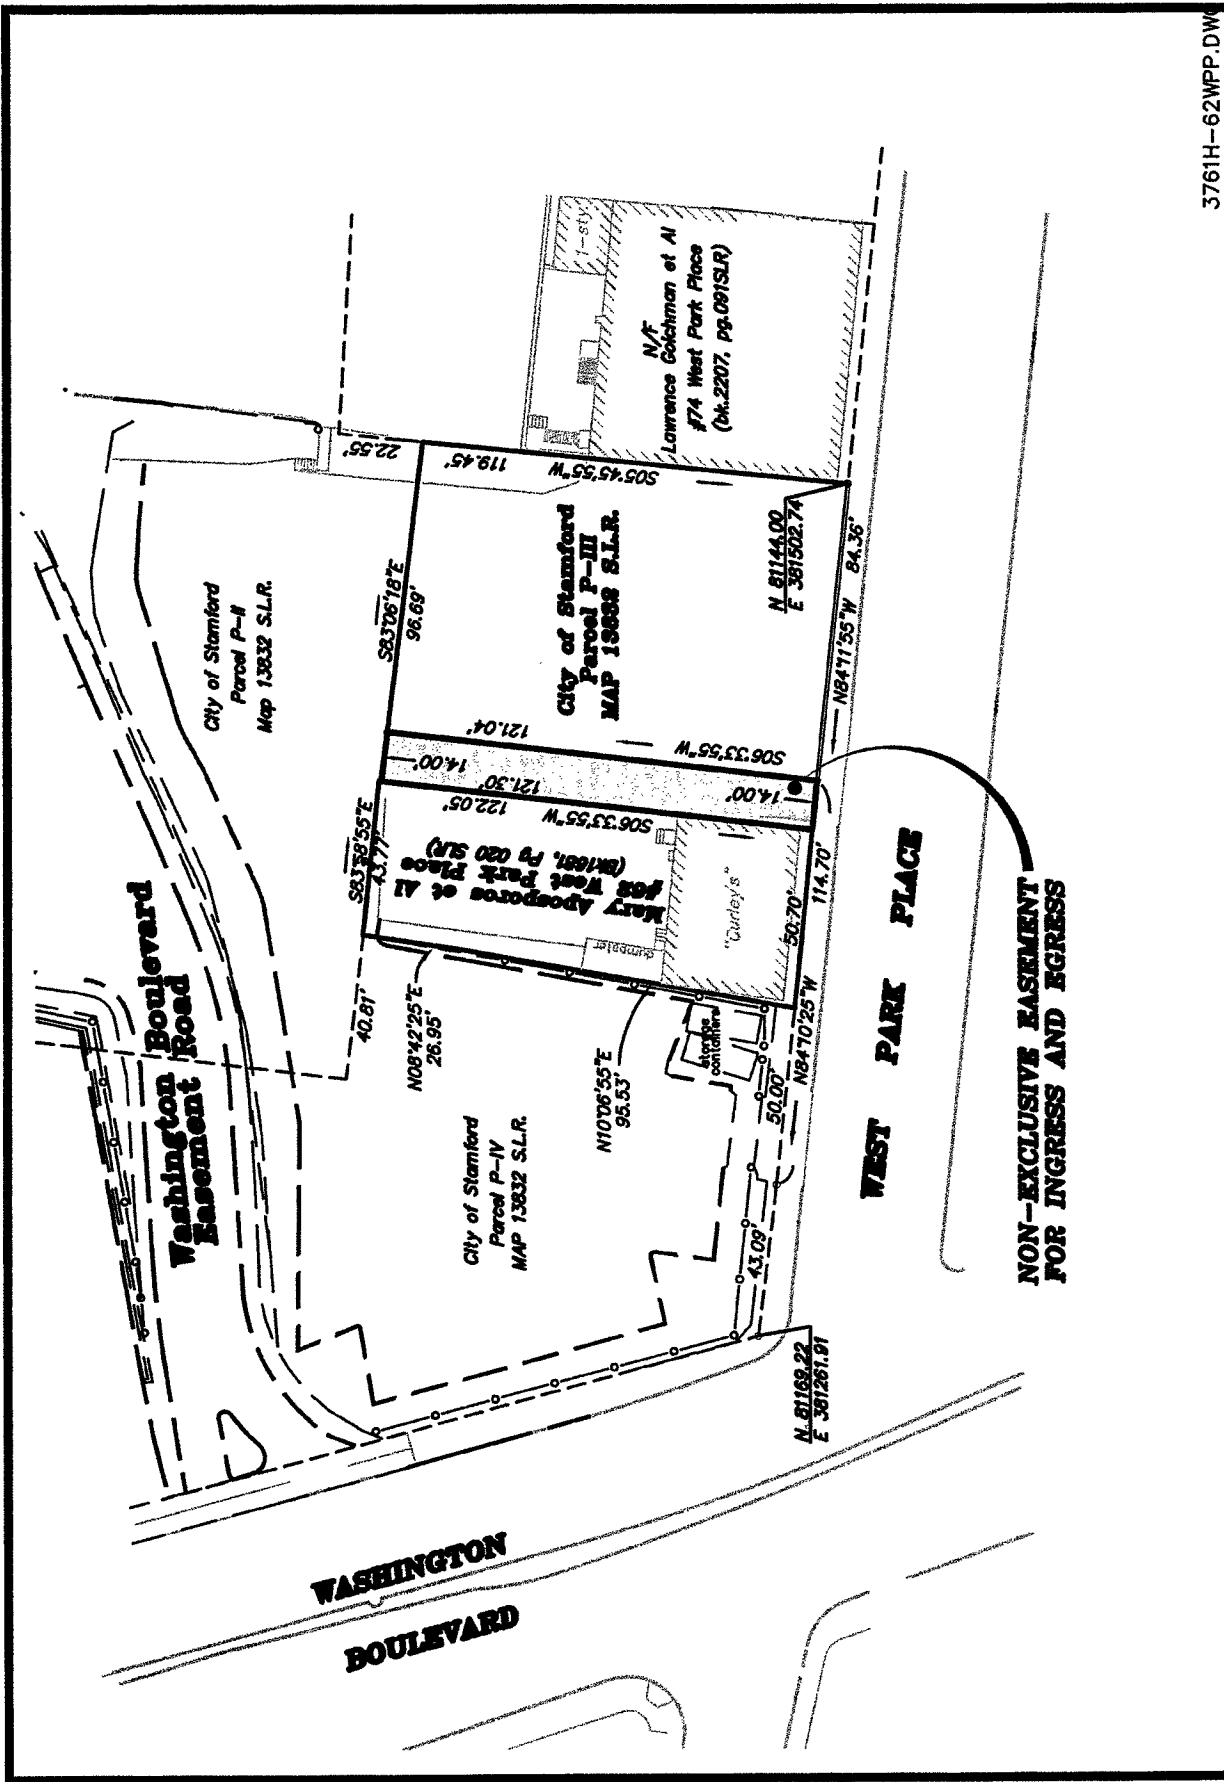 3761H-62WPP.DW
Washington Boulevard
Easement Road
City of Stamford
Parcel P-II
Map 13832 S.L.R.
22.55'
119.45'
S05°45'55"W
1-sty.
N/F
Lawrence Goichman et Al
#74 West Park Place
(bk.2207, pg.091SLR)
S83°06'18"E
96.69'
City of Stamford
Parcel P-III
MAP 13832 S.L.R.
N 81144.00
E 381502.74
N84°11'55"W 84.36'
121.04'
S06°33'55"W
14.00'
121.30'
14.00'
122.05'
S06°33'55"W
S83°58'55"E
43.77'
Mary Aposporos et Al
#62 West Park Place
(BK1681, Pg 020 SLR)
"Curley's"
dumpster
50.70'
114.70'
40.81'
N08°42'25"E
26.95'
N10°06'55"E
95.53'
storage
containers
50.00'
N84°10'25"W
City of Stamford
Parcel P-IV
MAP 13832 S.L.R.
43.09'
N 81169.22
E 381261.91
WEST PARK PLACE
NON-EXCLUSIVE EASEMENT
FOR INGRESS AND EGRESS
WASHINGTON
BOULEVARD